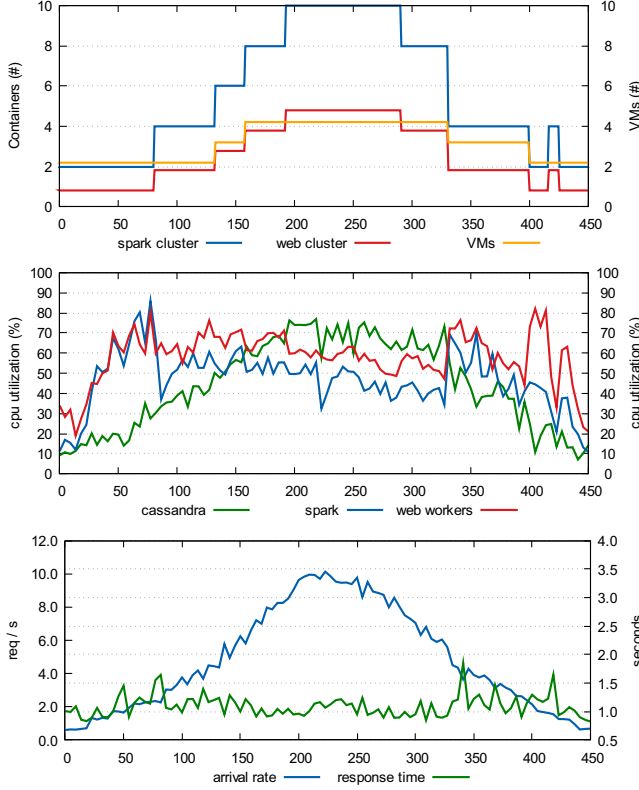 10 10
8 8
6 6
4 4
2 2
0 0
Containers (#)
VMs (#)
0 50 100 150 200 250 300 350 400 450
spark cluster web cluster VMs
100 100
90 90
80 80
70 70
60 60
50 50
40 40
30 30
20 20
10 10
0 0
cpu utilization (%)
cpu utilization (%)
0 50 100 150 200 250 300 350 400 450
cassandra spark web workers
12.0 4.0
10.0 3.5
8.0 3.0
6.0 2.5
4.0 2.0
2.0 1.5
0.0 1.0
0.5
req / s
seconds
0 50 100 150 200 250 300 350 400 450
arrival rate response time